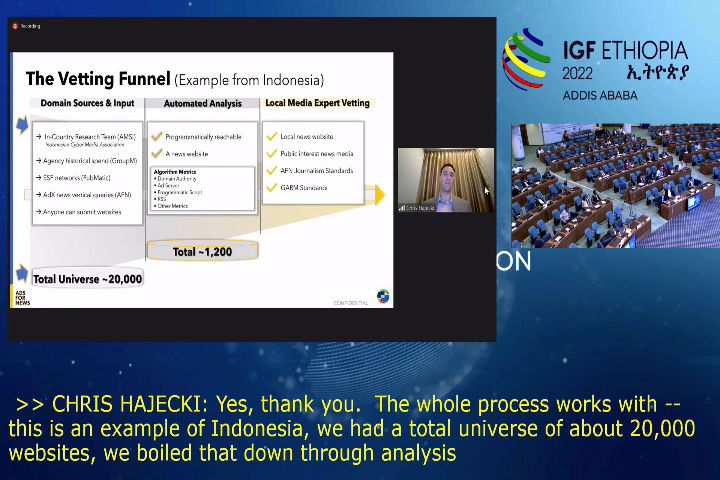 Recording
The Vetting Funnel (Example from Indonesia)
Domain Sources & Input
Automated Analysis
Local Media Expert Vetting
In-Country Research Team (AMSI)
Indonesian Cyber Media Association
Agency historical spend (GroupM)
SSP networks (PubMatic)
AdX news vertical queries (AFN)
Anyone can submit websites
Programmatically reachable
A news website
Algorithm Metrics
• Domain Authority
• Ad Server
• Programmatic Script
• RSS
• Other Metrics
Local news website
Public interest news media
AFN Journalism Standards
GARM Standards
Total ~1,200
Total Universe ~20,000
ADS
FOR
NEWS
CONFIDENTIAL
Chris Hajecki
IGF ETHIOPIA
2022 ኢትዮጵያ
ADDIS ABABA
ON
>> CHRIS HAJECKI: Yes, thank you. The whole process works with --
this is an example of Indonesia, we had a total universe of about 20,000
websites, we boiled that down through analysis